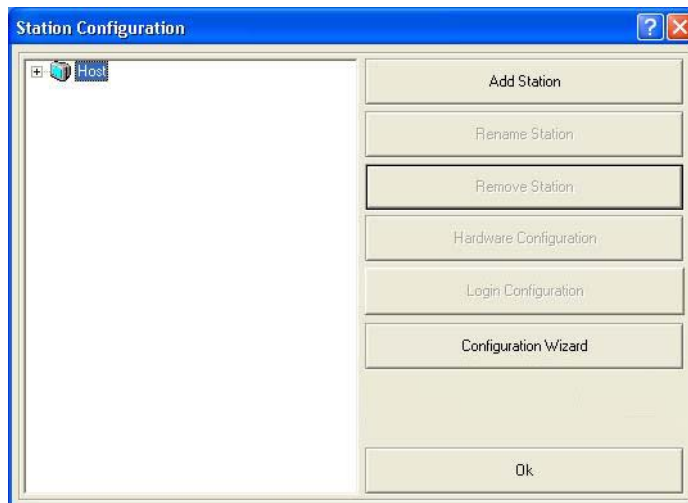 Station Configuration
Host
Add Station
Rename Station
Remove Station
Hardware Configuration
Login Configuration
Configuration Wizard
Ok